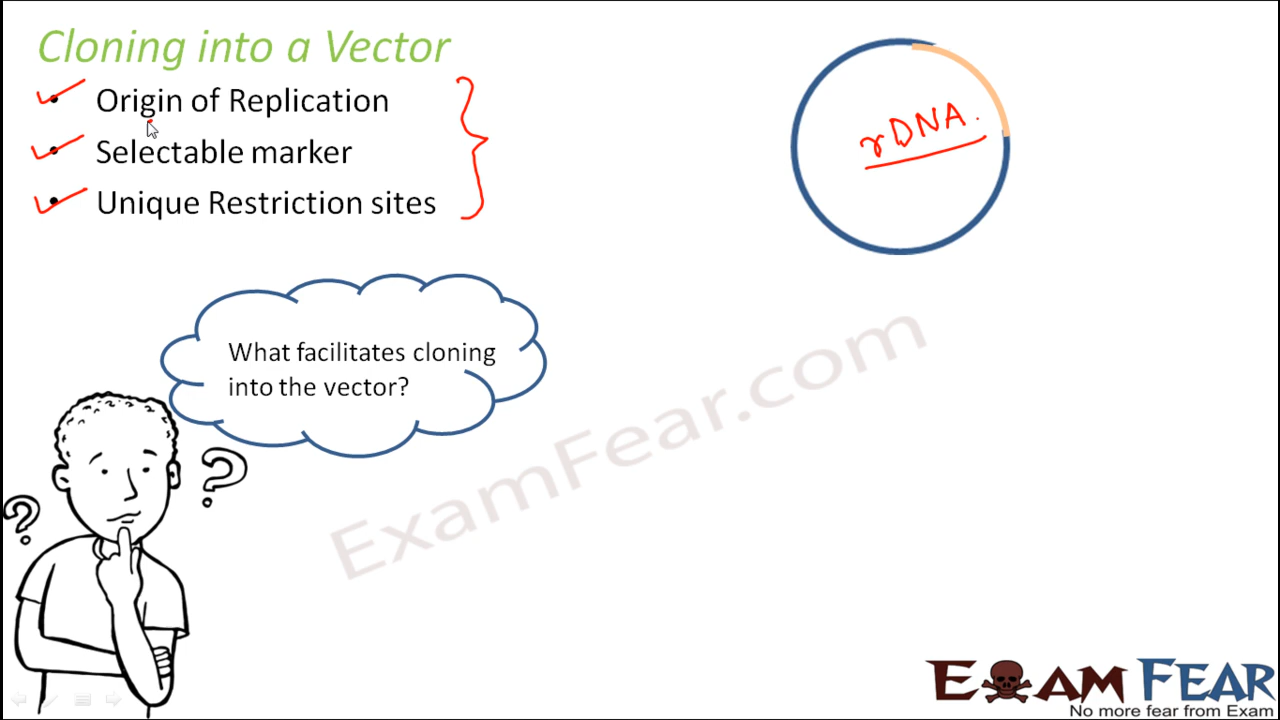 Cloning into a Vector
• Origin of Replication
• Selectable marker
• Unique Restriction sites
rDNA.
What facilitates cloning
into the vector?
? ?
ExamFear.com
EXAM FEAR
No more fear from Exam